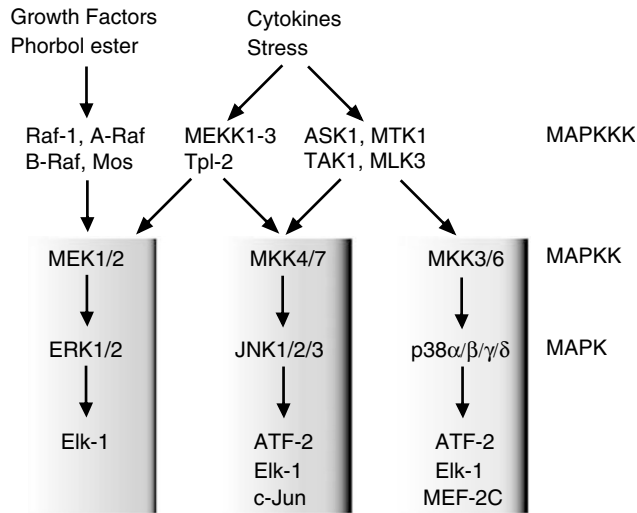 Growth Factors
Phorbol ester
Cytokines
Stress
Raf-1, A-Raf
B-Raf, Mos
MEKK1-3
Tpl-2
ASK1, MTK1
TAK1, MLK3
MAPKKK
MEK1/2
MKK4/7
MKK3/6
MAPKK
ERK1/2
JNK1/2/3
p38α/β/γ/δ
MAPK
Elk-1
ATF-2
Elk-1
c-Jun
ATF-2
Elk-1
MEF-2C